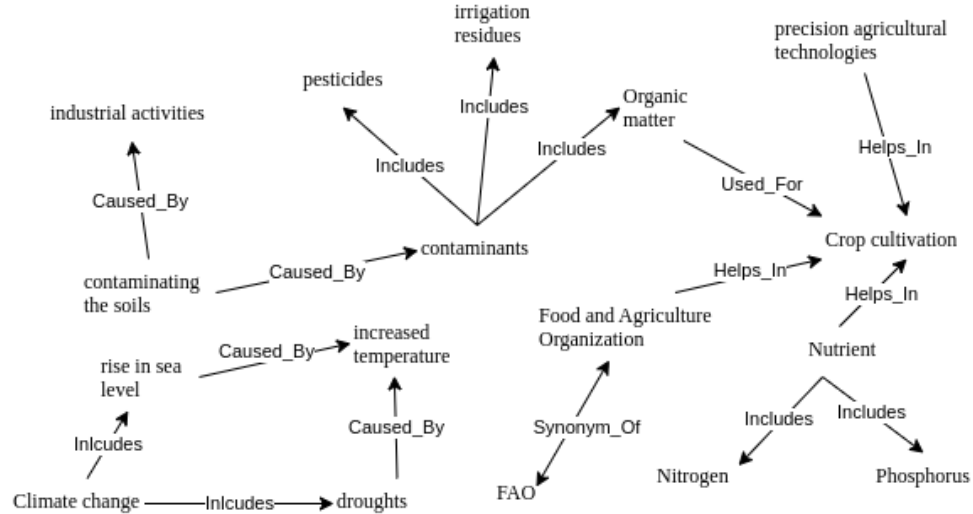 irrigation
residues
precision agricultural
technologies
pesticides
Organic
matter
industrial activities
Includes
Includes
Includes
Helps_In
Caused_By
Used_For
contaminants
Crop cultivation
Caused_By
Helps_In
contaminating
the soils
Helps_In
Food and Agriculture
Organization
increased
temperature
Caused_By
Nutrient
rise in sea
level
Includes
Includes
Caused_By
Synonym_Of
Inlcudes
Nitrogen
Phosphorus
Climate change
Inlcudes
droughts
FAO